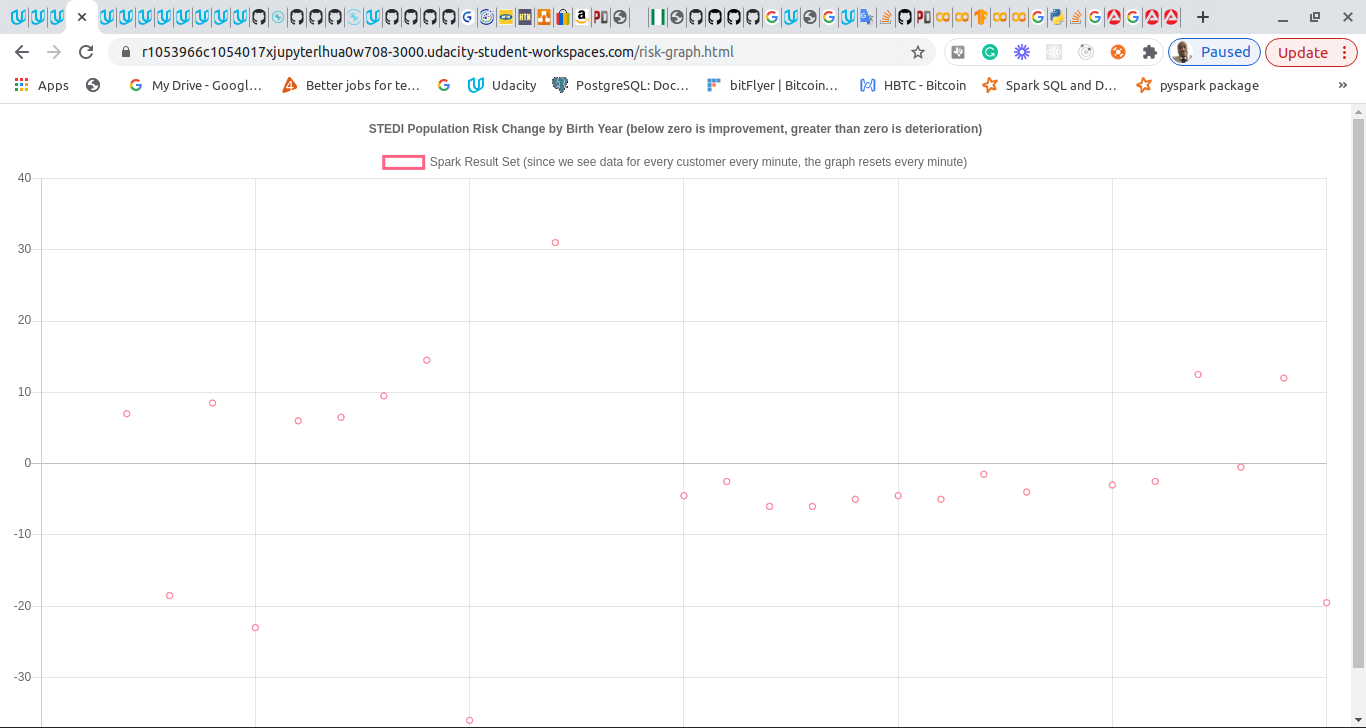 r1053966c1054017xjupyterlhua0w708-3000.udacity-student-workspaces.com/risk-graph.html
Paused
Update
Apps
My Drive - Googl…
Better jobs for te…
Udacity
PostgreSQL: Doc…
bitFlyer | Bitcoin…
HBTC - Bitcoin
Spark SQL and D…
pyspark package
»
STEDI Population Risk Change by Birth Year (below zero is improvement, greater than zero is deterioration)
Spark Result Set (since we see data for every customer every minute, the graph resets every minute)
40
30
20
10
0
-10
-20
-30